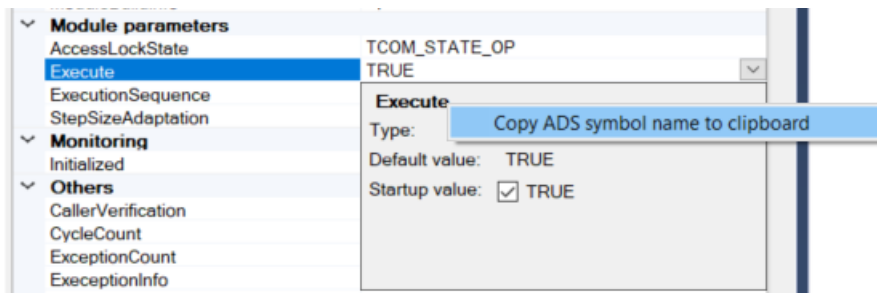 Module parameters
AccessLockState TCOM_STATE_OP
Execute TRUE
ExecutionSequence
StepSizeAdaptation
Monitoring
Initialized
Others
CallerVerification
CycleCount
ExceptionCount
ExeceptionInfo
Execute
Type:
Copy ADS symbol name to clipboard
Default value: TRUE
Startup value: TRUE